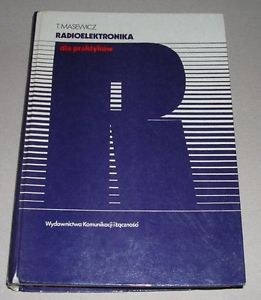 T. MASEWICZ
RADIOELEKTRONIKA
dla praktyków
R
Wydawnictwa Komunikacji i Łączności